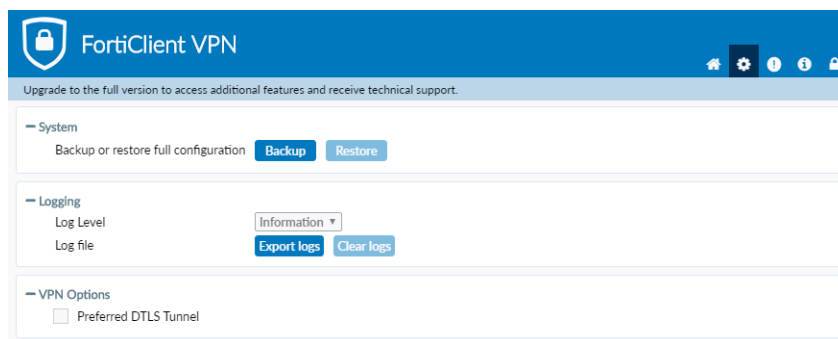 FortiClient VPN
Upgrade to the full version to access additional features and receive technical support.
System
Backup or restore full configuration Backup Restore
Logging
Log Level Information
Log file Export logs Clear logs
VPN Options
Preferred DTLS Tunnel